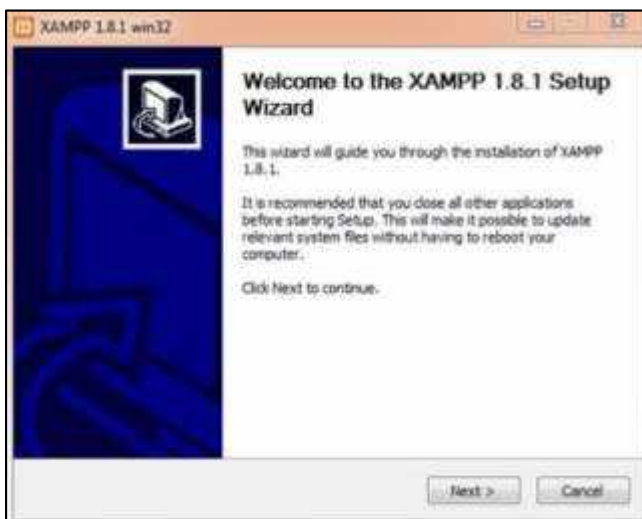 XAMPP 1.8.1 win32
Welcome to the XAMPP 1.8.1 Setup
Wizard
This wizard will guide you through the installation of XAMPP
1.8.1.
It is recommended that you close all other applications
before starting Setup. This will make it possible to update
relevant system files without having to reboot your
computer.
Click Next to continue.
Next >
Cancel